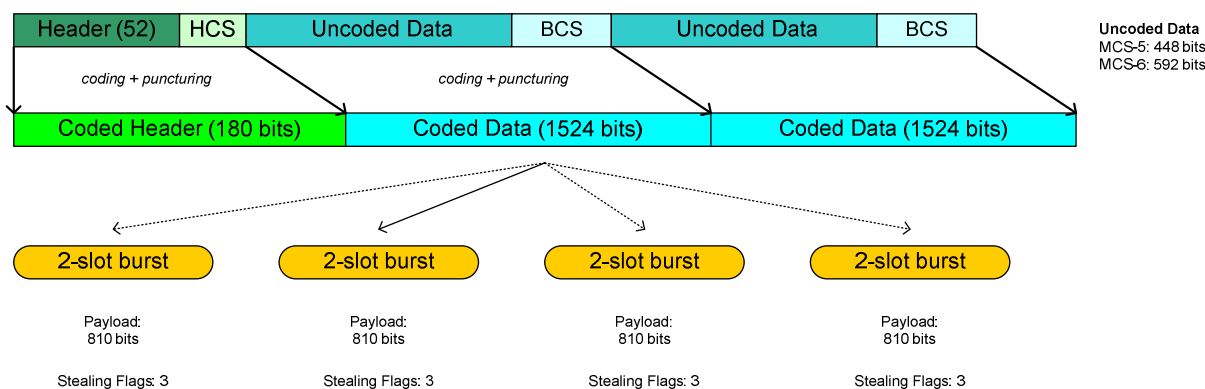 Header (52) HCS Uncoded Data BCS Uncoded Data BCS
Uncoded Data
MCS-5: 448 bits
MCS-6: 592 bits
coding + puncturing coding + puncturing
Coded Header (180 bits) Coded Data (1524 bits) Coded Data (1524 bits)
2-slot burst 2-slot burst 2-slot burst 2-slot burst
Payload: Payload: Payload: Payload:
810 bits 810 bits 810 bits 810 bits
Stealing Flags: 3 Stealing Flags: 3 Stealing Flags: 3 Stealing Flags: 3